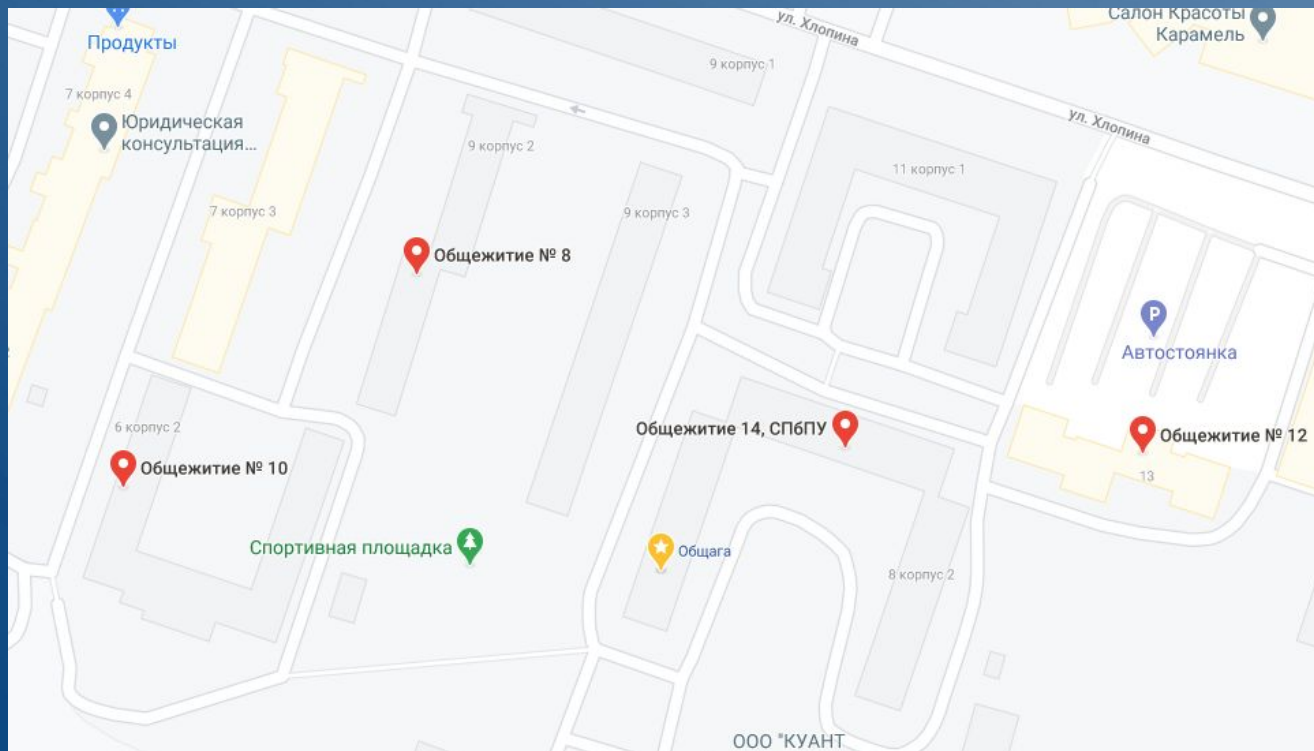 Продукты
ул. Хлопина
Салон Красоты
Карамель
9 корпус 1
7 корпус 4
Юридическая
консультация...
9 корпус 2
ул. Хлопина
11 корпус 1
7 корпус 3
9 корпус 3
Общежитие № 8
P
Автостоянка
6 корпус 2
Общежитие 14, СПбПУ
Общежитие № 12
Общежитие № 10
13
Спортивная площадка
Общага
8 корпус 2
ООО "КУАНТ